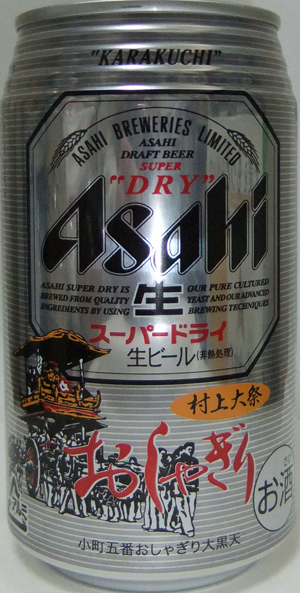 "KARAKUCHI"
ASAHI BREWERIES LIMITED
ASAHI
DRAFT BEER
SUPER
"DRY"
Asahi
ASAHI SUPER DRY IS
BREWED FROM QUALITY
INGREDIENTS BY USING
生
OUR PURE CULTURED
YEAST AND OUR ADVANCED
BREWING TECHNIQUES
スーパードライ
生ビール(非熱処理)
村上大祭
おしゃぎり
お酒
小町五番おしゃぎり大黒天